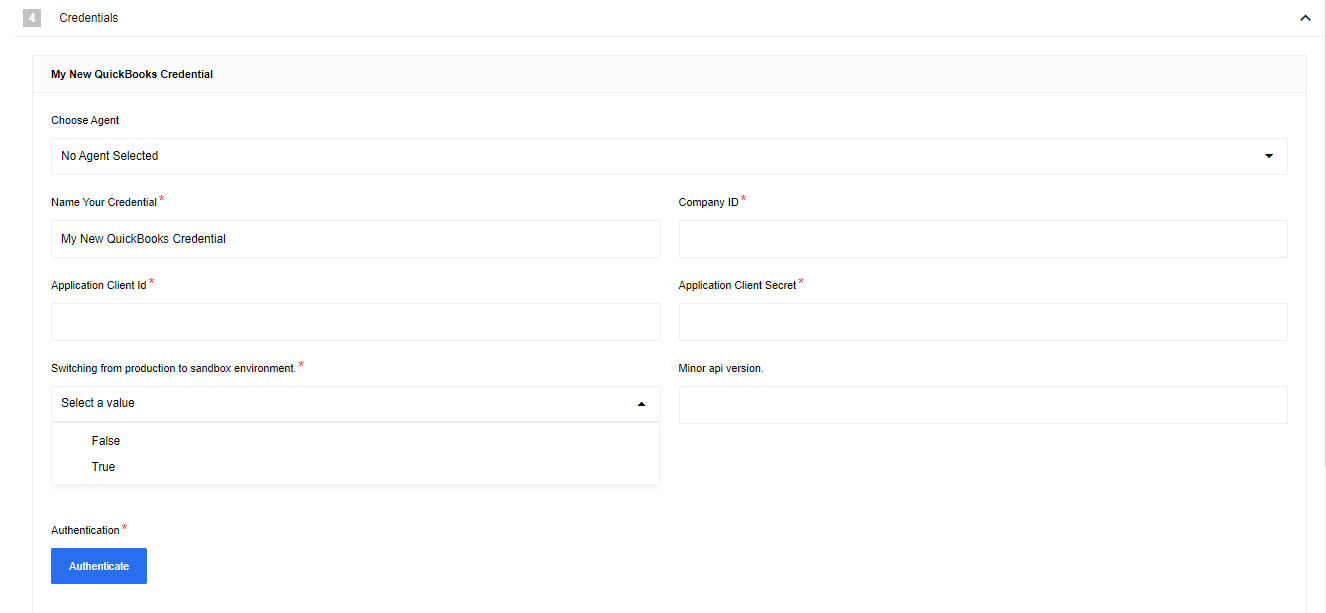 4 Credentials
My New QuickBooks Credential
Choose Agent
No Agent Selected
Name Your Credential *
Company ID *
My New QuickBooks Credential
Application Client Id *
Application Client Secret *
Switching from production to sandbox environment. *
Minor api version.
Select a value
False
True
Authentication *
Authenticate